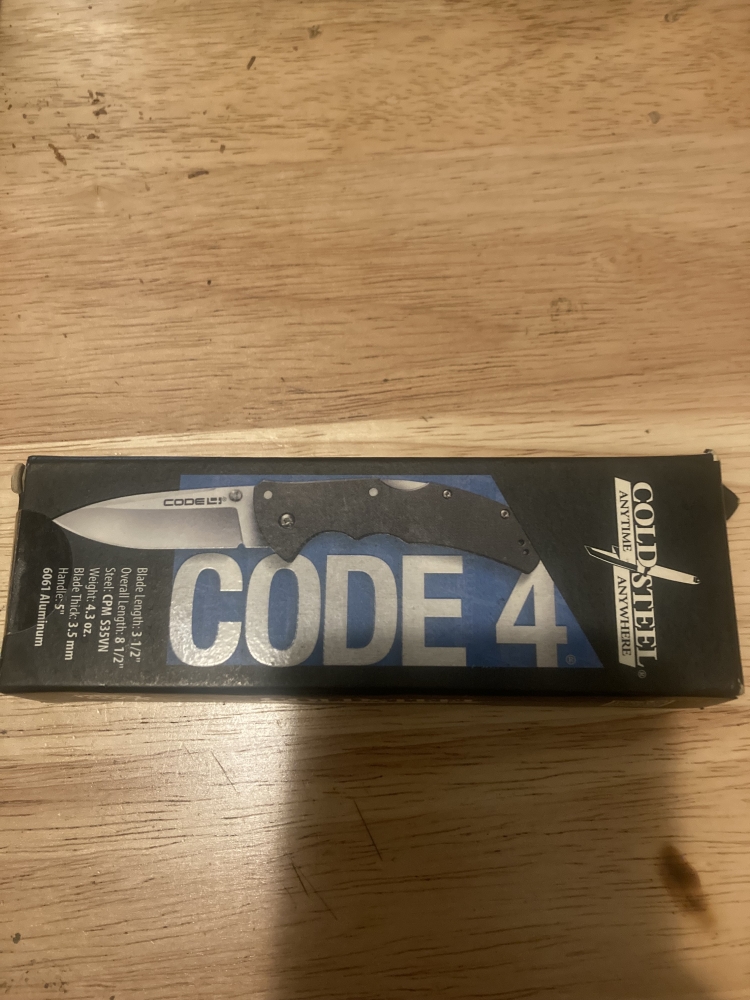 CODE 4®
CODE 4®
Blade Length: 3 1/2"
Overall Length: 8 1/2"
Steel: CPM S35VN
Weight: 4.3 oz.
Blade Thick: 3.5 mm
Handle: 5"
6061 Aluminum
COLD STEEL®
ANYTIME ANYWHERE